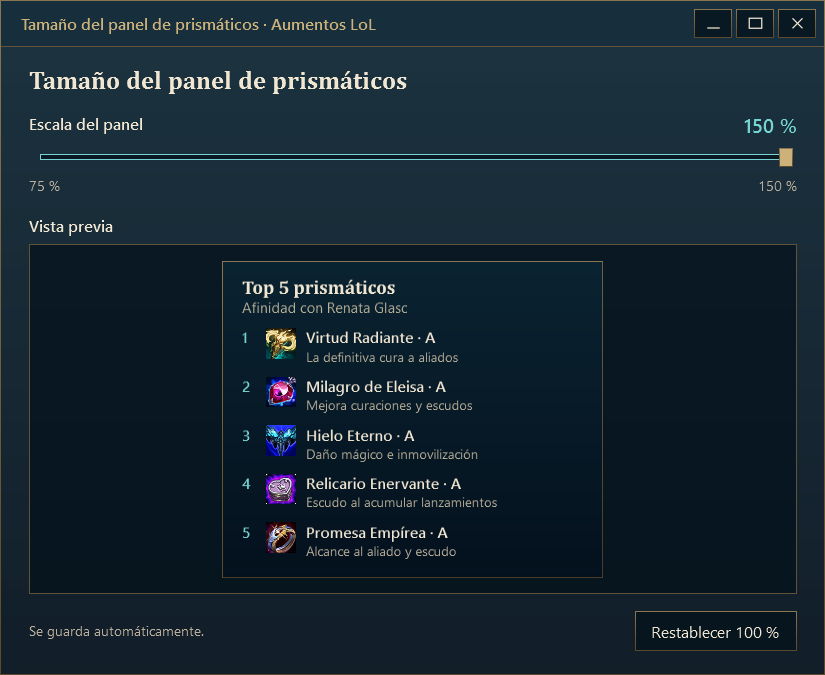 Tamaño del panel de prismáticos · Aumentos LoL
Tamaño del panel de prismáticos
Escala del panel
150 %
75 %
150 %
Vista previa
Top 5 prismáticos
Afinidad con Renata Glasc
1 Virtud Radiante · A
La definitiva cura a aliados
2 Milagro de Eleisa · A
Mejora curaciones y escudos
3 Hielo Eterno · A
Daño mágico e inmovilización
4 Relicario Enervante · A
Escudo al acumular lanzamientos
5 Promesa Empírea · A
Alcance al aliado y escudo
Se guarda automáticamente.
Restablecer 100 %